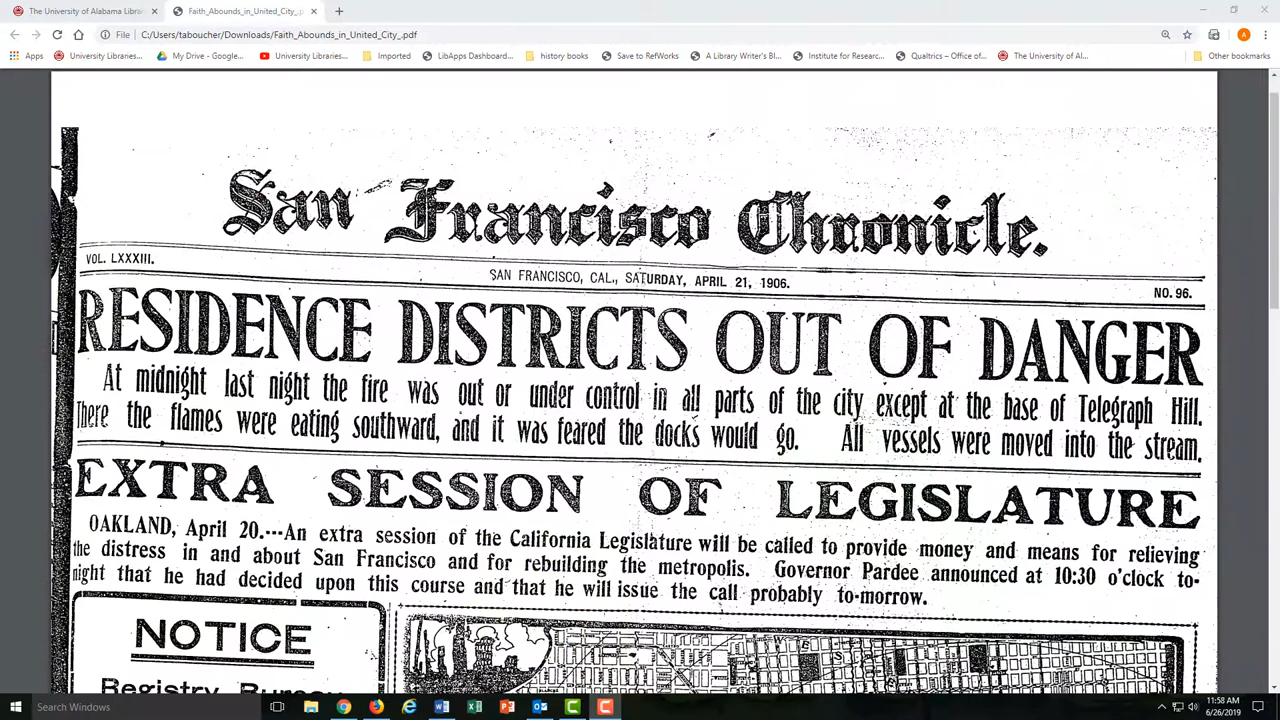 The University of Alabama Libra
Faith_Abounds_in_United_City_.p
File C:/Users/taboucher/Downloads/Faith_Abounds_in_United_City_.pdf
A
Apps University Libraries... My Drive - Google... University Libraries... Imported LibApps Dashboard... history books Save to RefWorks A Library Writer's Bl... Institute for Researc... Qualtrics – Office of... The University of Al... Other bookmarks
San Francisco Chronicle.
VOL. LXXXIII.
SAN FRANCISCO, CAL., SATURDAY, APRIL 21, 1906.
NO. 96.
RESIDENCE DISTRICTS OUT OF DANGER
At midnight last night the fire was out or under control in all parts of the city except at the base of Telegraph Hill.
There the flames were eating southward, and it was feared the docks would go. All vessels were moved into the stream.
EXTRA SESSION OF LEGISLATURE
OAKLAND, April 20.---An extra session of the California Legislature will be called to provide money and means for relieving
the distress in and about San Francisco and for rebuilding the metropolis. Governor Pardee announced at 10:30 o'clock to-
night that he had decided upon this course and that he will issue the call probably to-morrow.
NOTICE
Registry Bureau
Search Windows
11:58 AM
6/26/2019